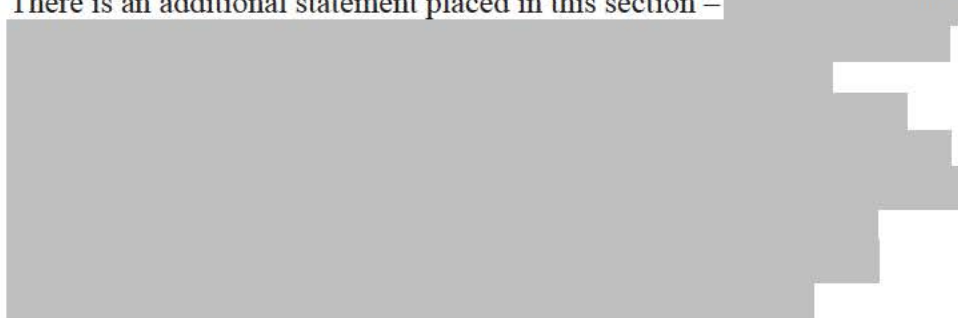 There is an additional statement placed in this section –